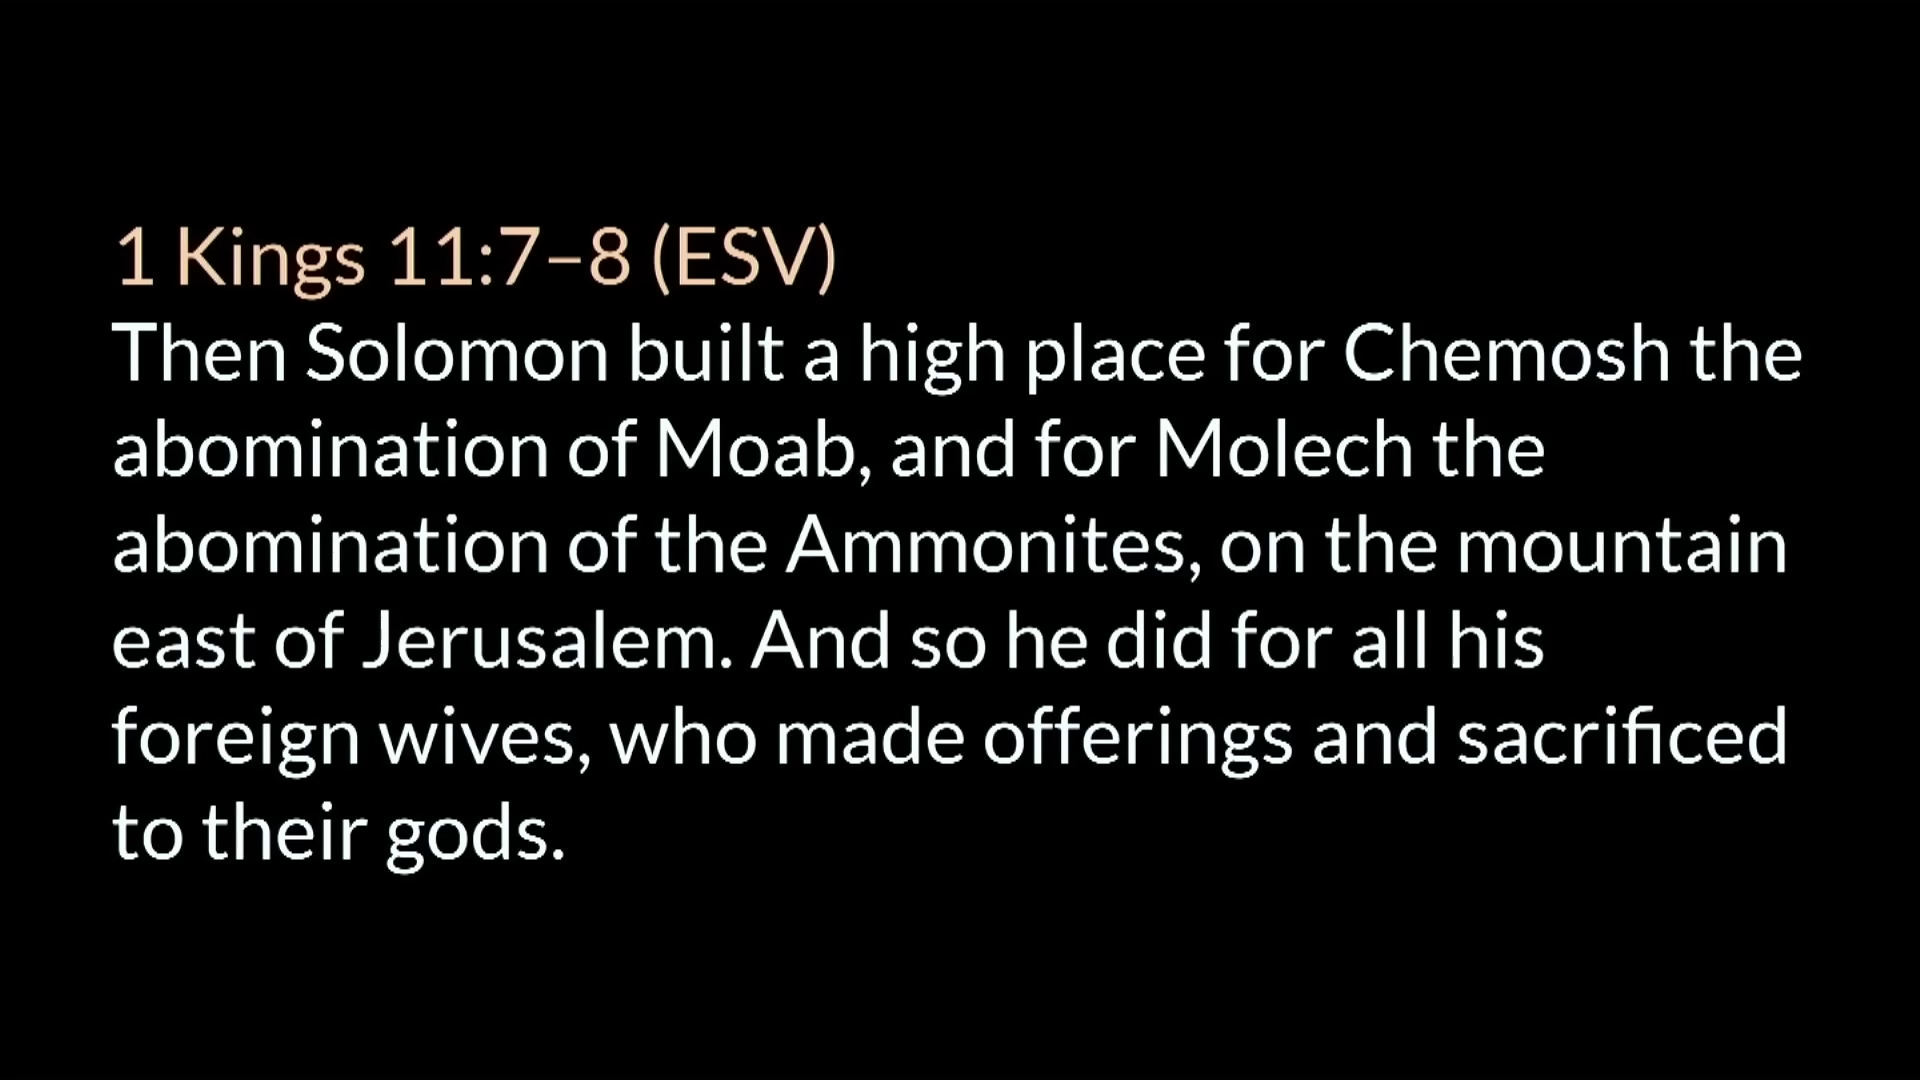 1 Kings 11:7–8 (ESV)
Then Solomon built a high place for Chemosh the
abomination of Moab, and for Molech the
abomination of the Ammonites, on the mountain
east of Jerusalem. And so he did for all his
foreign wives, who made offerings and sacrificed
to their gods.